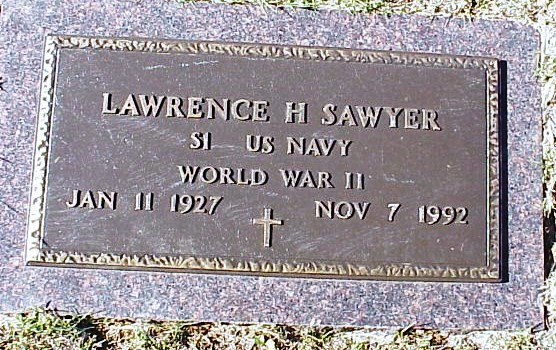 LAWRENCE H SAWYER
S1 US NAVY
WORLD WAR II
JAN 11 1927 NOV 7 1992